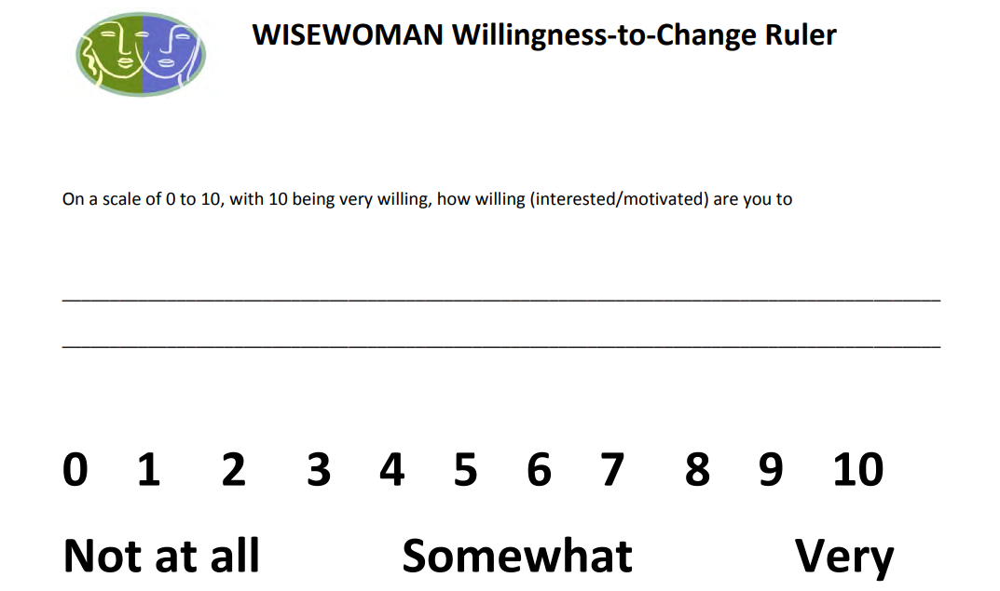 WISEWOMAN Willingness-to-Change Ruler
On a scale of 0 to 10, with 10 being very willing, how willing (interested/motivated) are you to
0 1 2 3 4 5 6 7 8 9 10
Not at all Somewhat Very